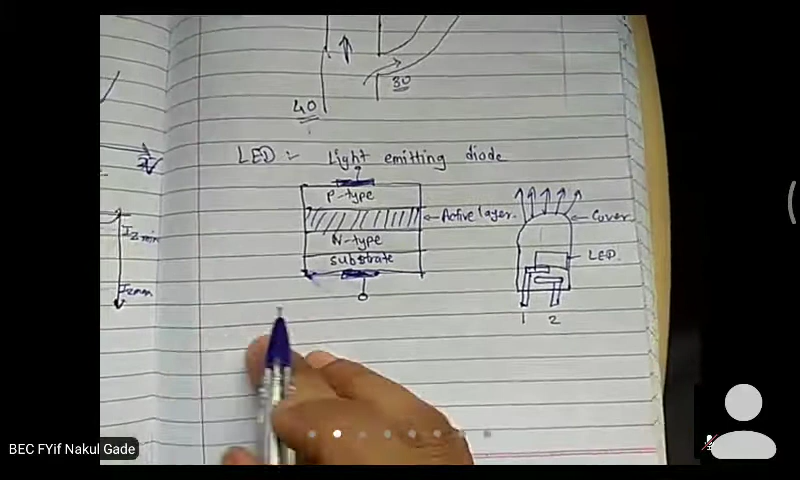 40
30
LED :- Light emitting diode
P-type
Active layer
N-type
substrate
Cover
LED
1 2
V
Izmin
BEC FYif Nakul Gade